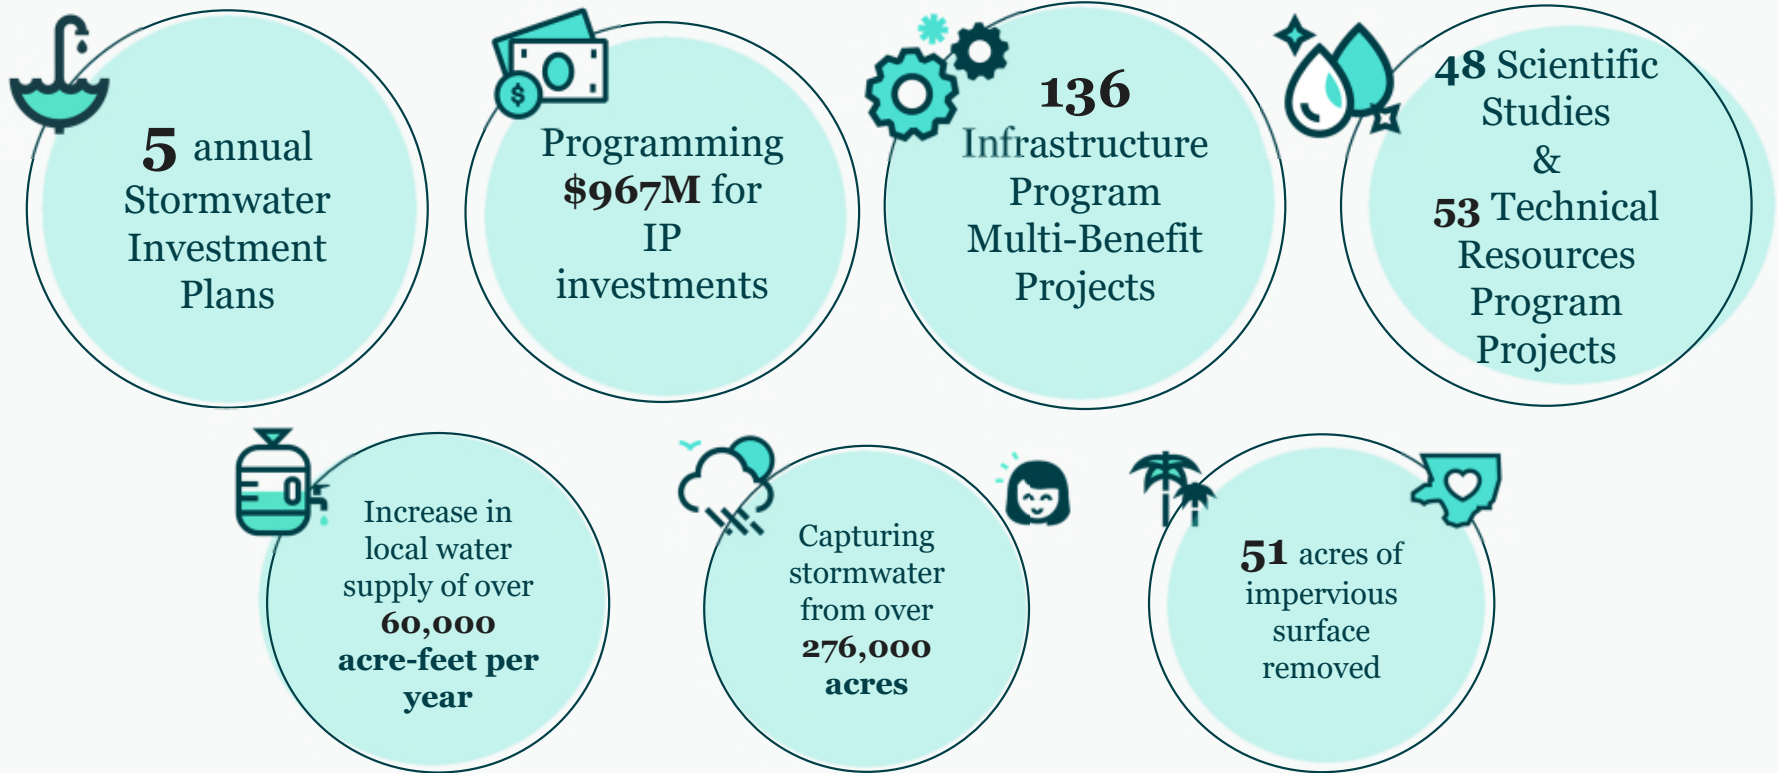 5 annual
Stormwater
Investment
Plans
Programming
$967M for
IP
investments
136
Infrastructure
Program
Multi-Benefit
Projects
48 Scientific
Studies
&
53 Technical
Resources
Program
Projects
Increase in
local water
supply of over
60,000
acre-feet per
year
Capturing
stormwater
from over
276,000
acres
51 acres of
impervious
surface
removed